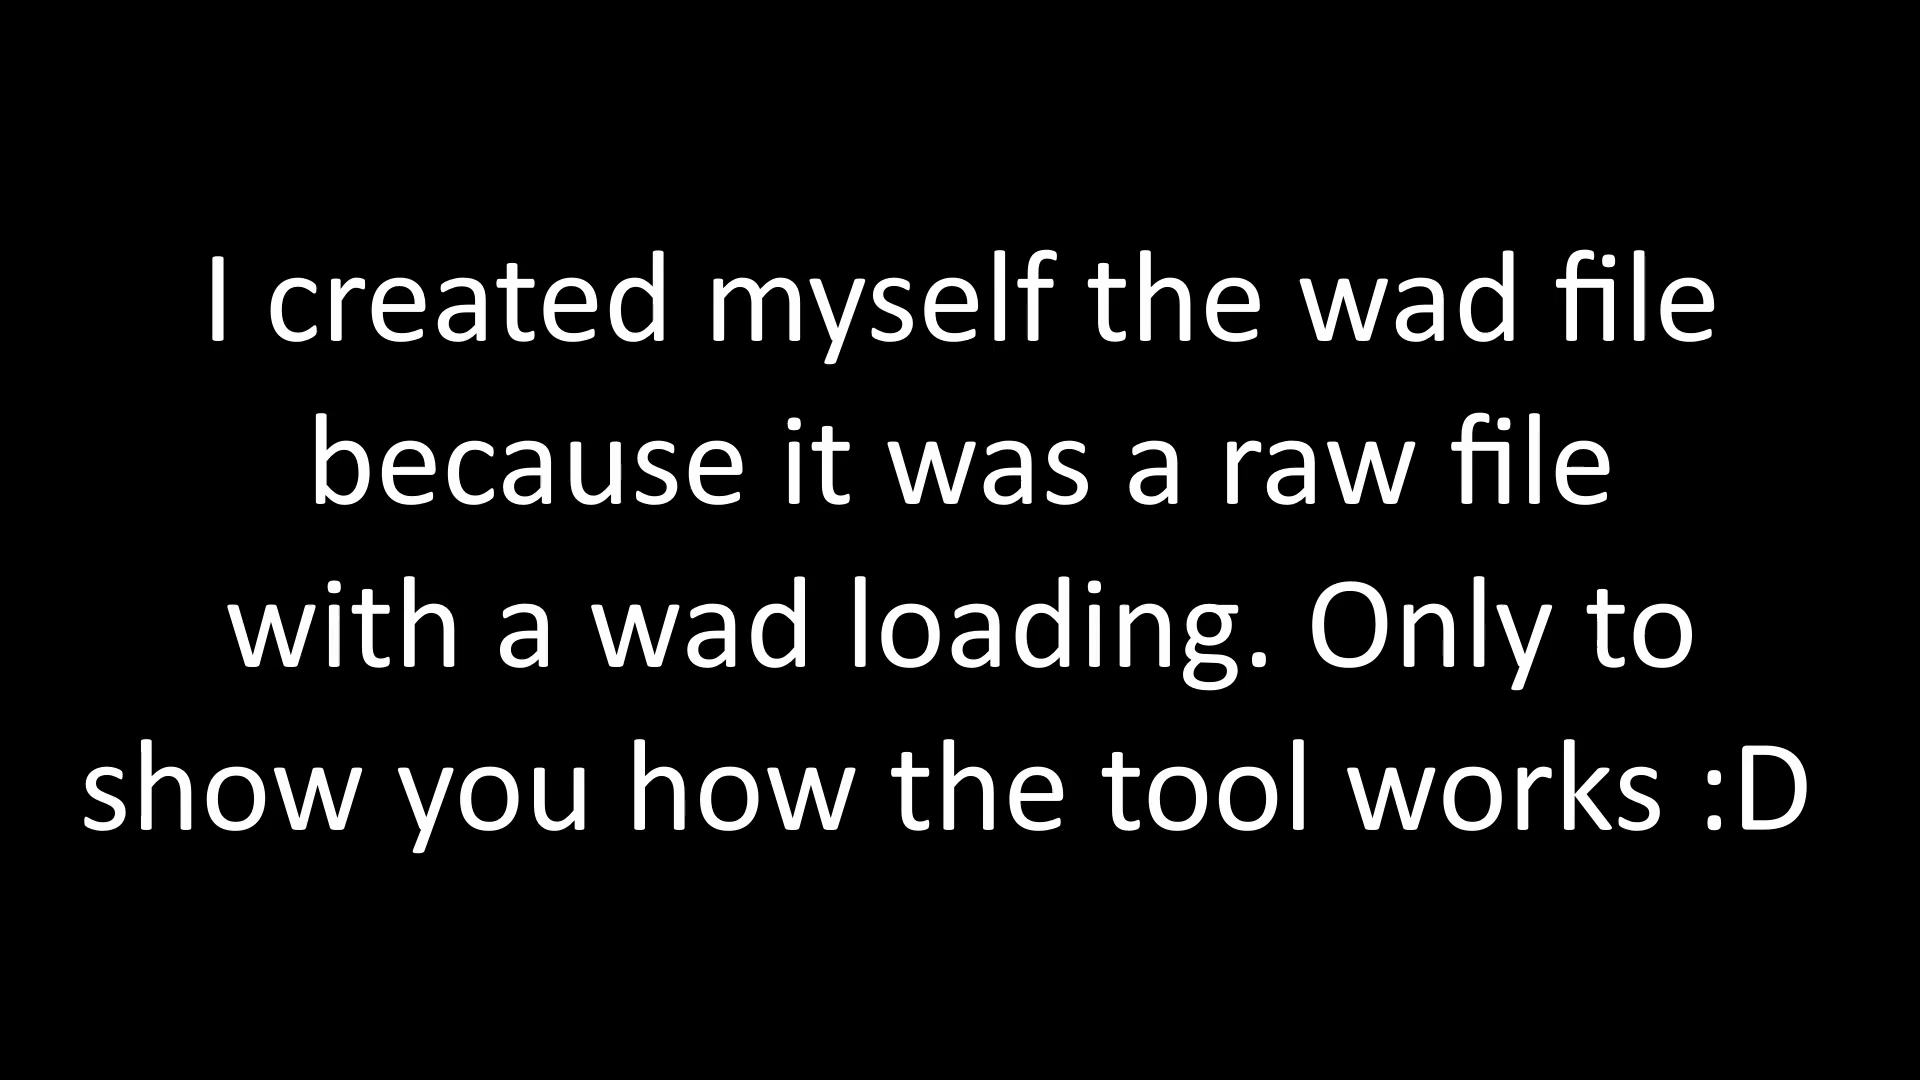 I created myself the wad file
because it was a raw file
with a wad loading. Only to
show you how the tool works :D